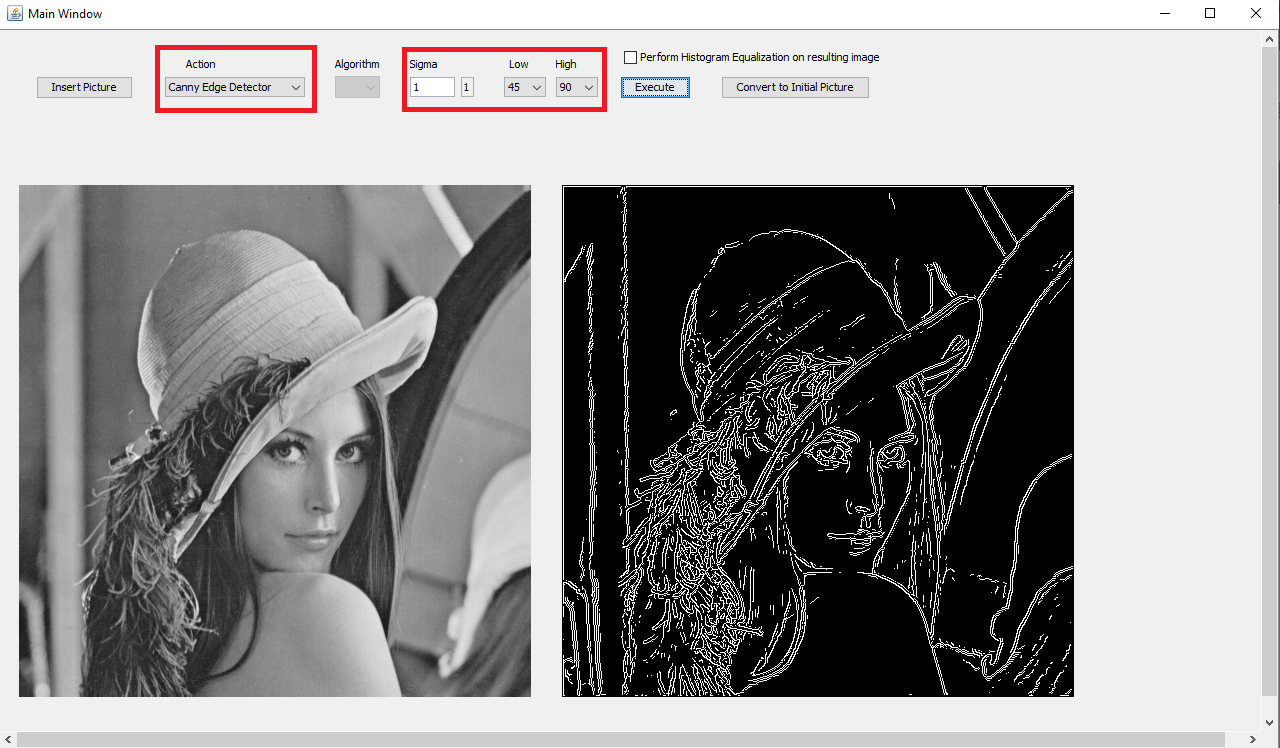 Main Window
Action
Algorithm
Sigma
Low
High
Perform Histogram Equalization on resulting image
Insert Picture
Canny Edge Detector
1
1
45
90
Execute
Convert to Initial Picture